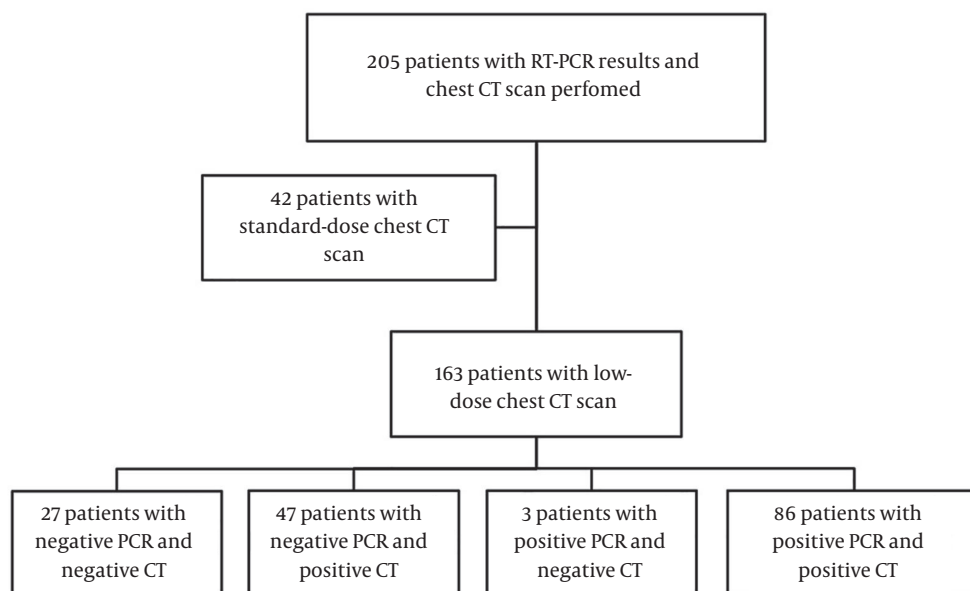 205 patients with RT-PCR results and
chest CT scan perfomed
42 patients with
standard-dose chest CT
scan
163 patients with low-
dose chest CT scan
27 patients with
negative PCR and
negative CT
47 patients with
negative PCR and
positive CT
3 patients with
positive PCR and
negative CT
86 patients with
positive PCR and
positive CT